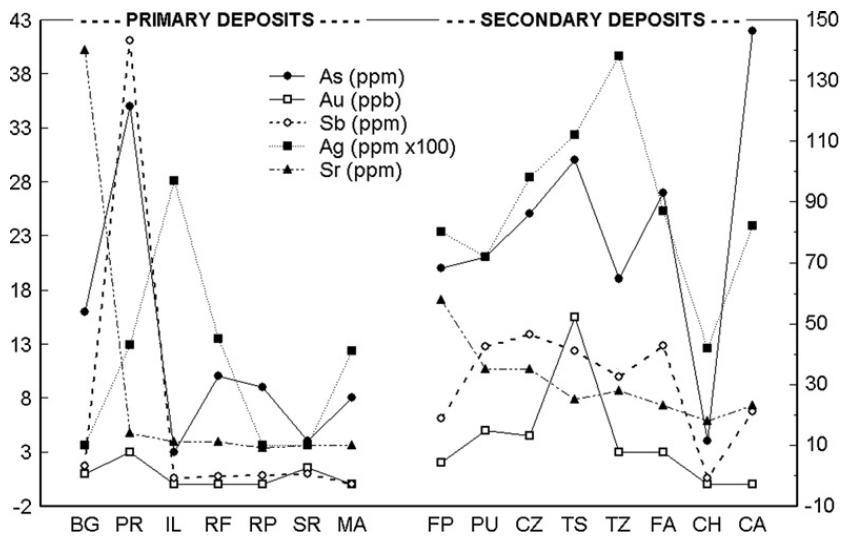 43 PRIMARY DEPOSITS SECONDARY DEPOSITS 150
38 130
33 110
28 90
23 70
18 50
13
8 30
3 10
-2 -10
As (ppm)
Au (ppb)
Sb (ppm)
Ag (ppm x100)
Sr (ppm)
BG PR IL RF RP SR MA FP PU CZ TS TZ FA CH CA